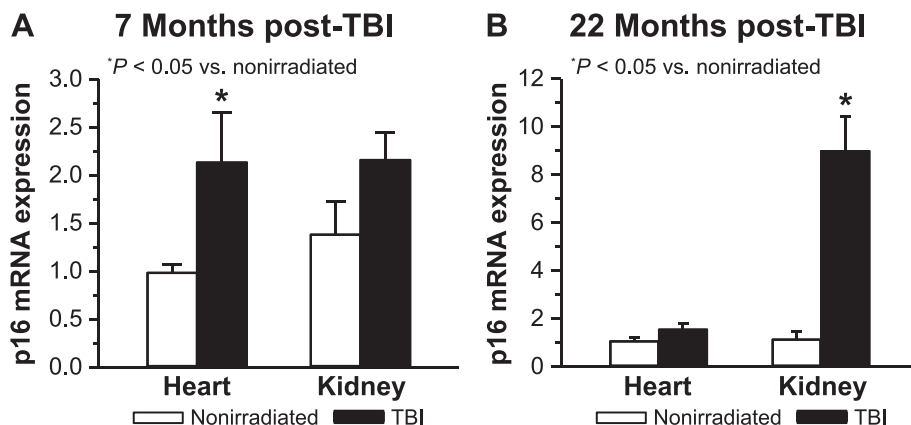 A 7 Months post-TBI
*P < 0.05 vs. nonirradiated
p16 mRNA expression
3.0
2.5
2.0
1.5
1.0
0.5
0.0
*
Heart Kidney
Nonirradiated TBI
B 22 Months post-TBI
*P < 0.05 vs. nonirradiated
p16 mRNA expression
12
10
8
6
4
2
0
*
Heart Kidney
Nonirradiated TBI